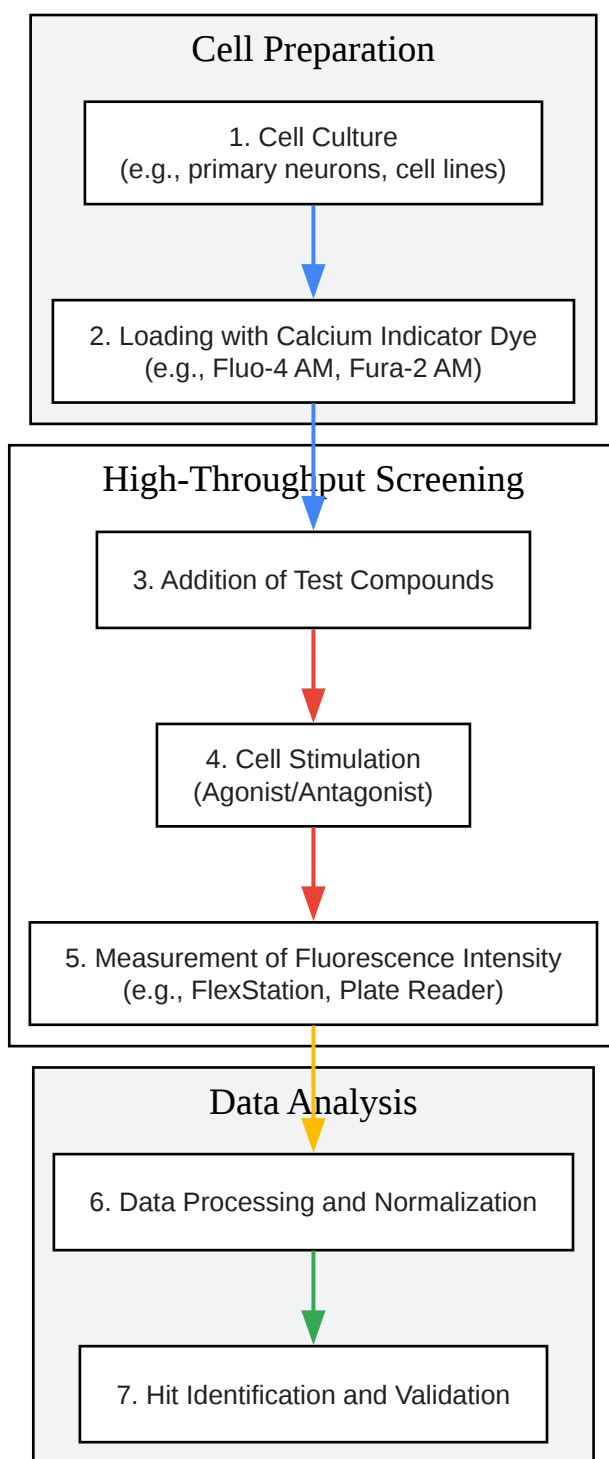 Cell Preparation
1. Cell Culture
(e.g., primary neurons, cell lines)
2. Loading with Calcium Indicator Dye
(e.g., Fluo-4 AM, Fura-2 AM)
High-Throughput Screening
3. Addition of Test Compounds
4. Cell Stimulation
(Agonist/Antagonist)
5. Measurement of Fluorescence Intensity
(e.g., FlexStation, Plate Reader)
Data Analysis
6. Data Processing and Normalization
7. Hit Identification and Validation